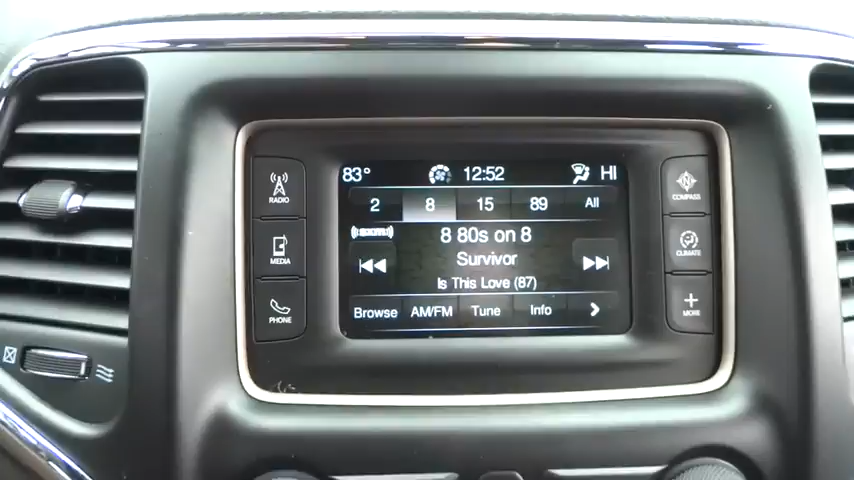 83° 12:52 HI
2 8 15 89 All
((SXM))
8 80s on 8
Survivor
Is This Love (87)
Browse AM/FM Tune Info
RADIO
MEDIA
PHONE
N
COMPASS
CLIMATE
MORE